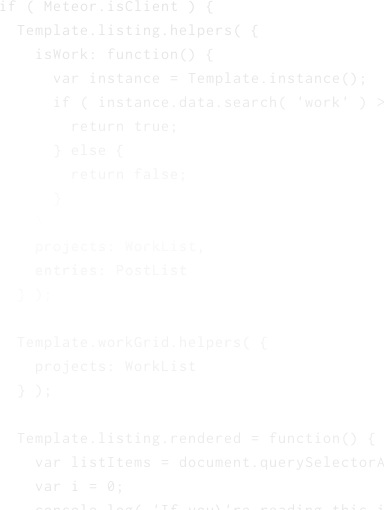 if ( Meteor.isClient ) {
Template.listing.helpers( {
isWork: function() {
var instance = Template.instance();
if ( instance.data.search( 'work' ) >
return true;
} else {
return false;
}
projects: WorkList,
entries: PostList
} );
Template.workGrid.helpers( {
projects: WorkList
} );
Template.listing.rendered = function() {
var listItems = document.querySelectorA
var i = 0;
console.log( 'If you\'re reading this i